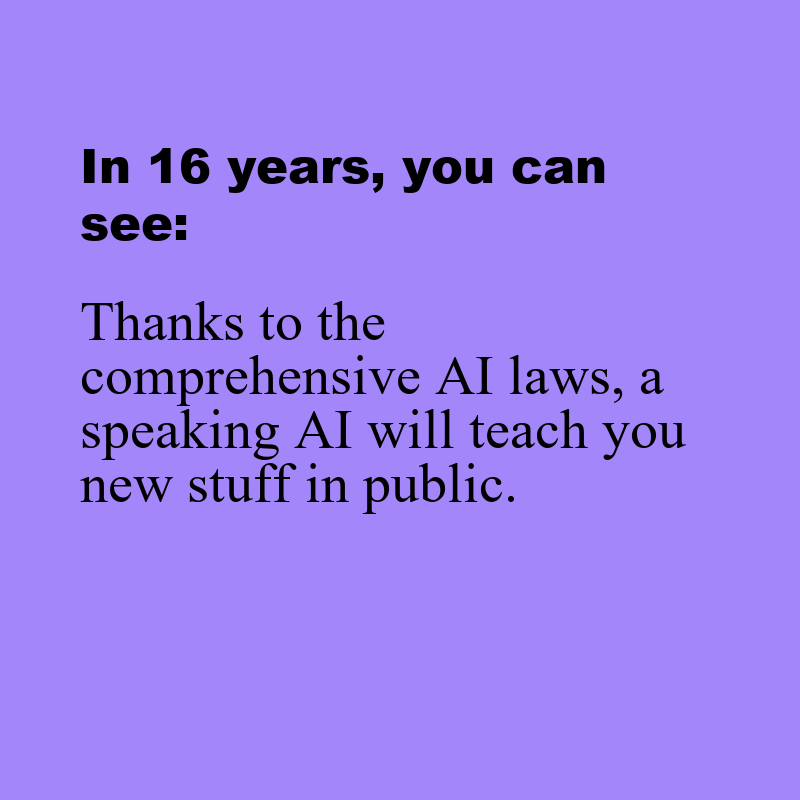 In 16 years, you can
see:
Thanks to the
comprehensive AI laws, a
speaking AI will teach you
new stuff in public.